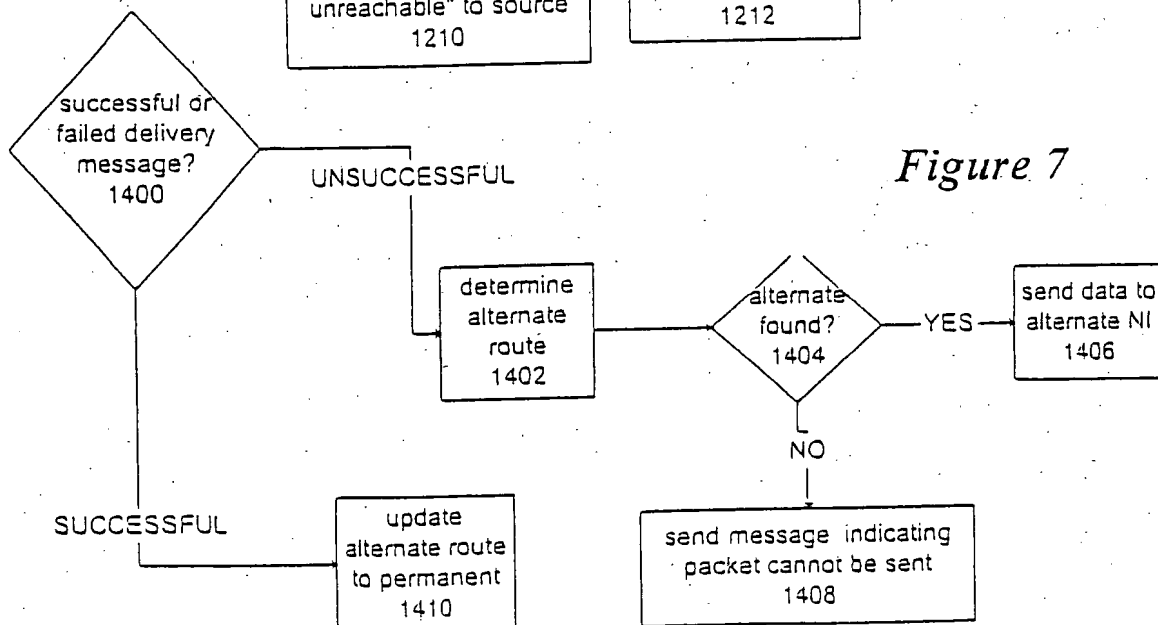 unreachable" to source
1210
1212
successful or
failed delivery
message?
1400
UNSUCCESSFUL
Figure 7
determine
alternate
route
1402
alternate
found?
1404
YES
send data to
alternate NI
1406
NO
SUCCESSFUL
update
alternate route
to permanent
1410
send message indicating
packet cannot be sent
1408